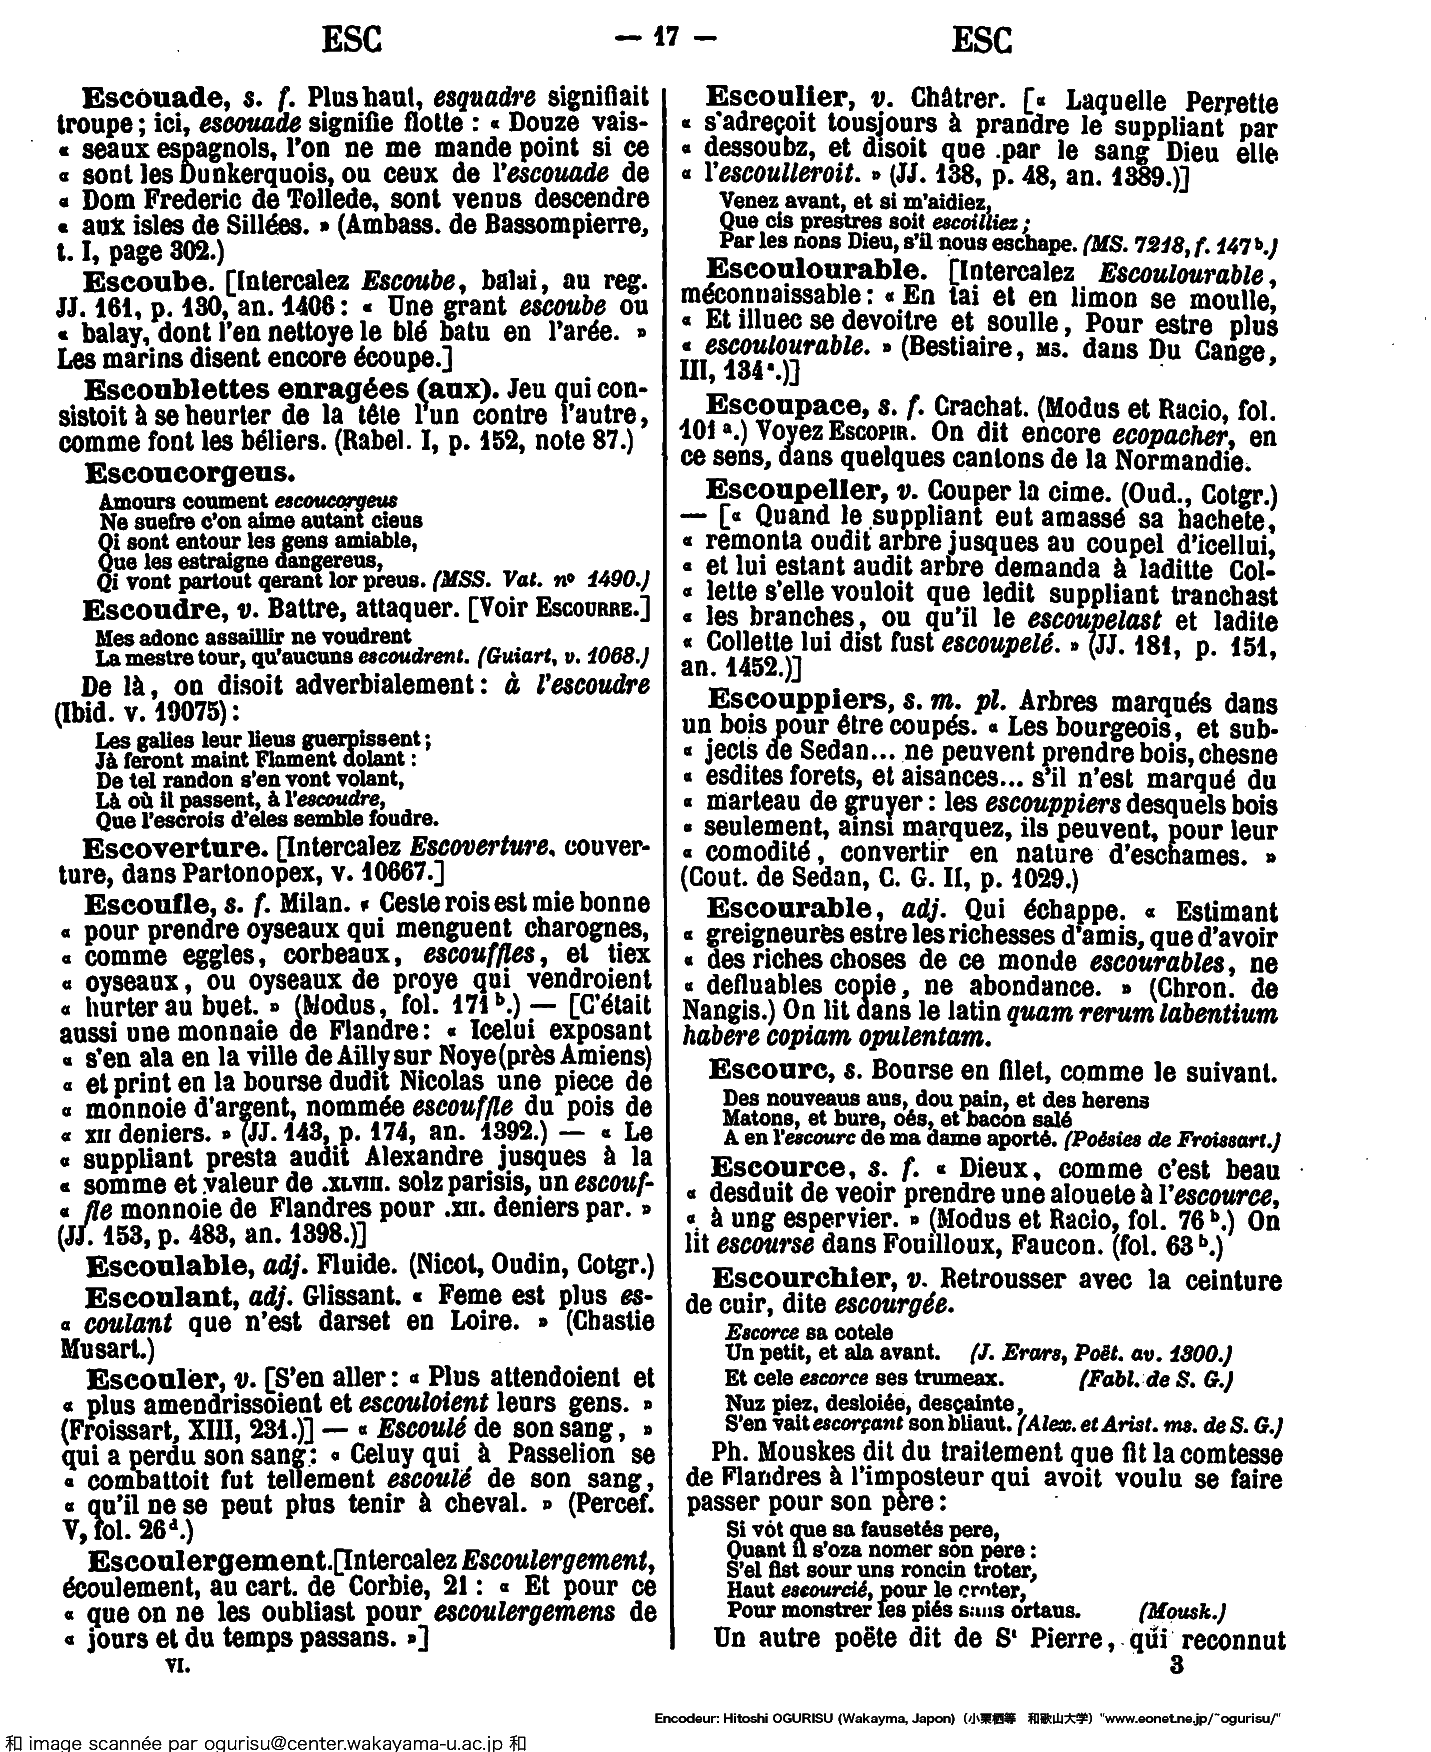 ESC — 17 — ESC
Escouade, s. f. Plus haut, esquadre signifiait
troupe ; ici, escouade signifie flotte : « Douze vais-
« seaux espagnols, l'on ne me mande point si ce
« sont les Dunkerquois, ou ceux de l'escouade de
« Dom Frederic de Tollede, sont venus descendre
« aux isles de Sillées. » (Ambass. de Bassompierre,
t. I, page 302.)
Escoube. [Intercalez Escoube, balai, au reg.
JJ. 161, p. 130, an. 1406 : « Une grant escoube ou
« balay, dont l'en nettoye le blé batu en l'arée. »
Les marins disent encore écoupe.]
Escoublettes enragées (aux). Jeu qui con-
sistoit à se heurter de la tête l'un contre l'autre,
comme font les béliers. (Rabel. I, p. 152, note 87.)
Escoucorgeus.
Amours coument escoucorgeus
Ne suefre c'on aime autant cieus
Qi sont entour les gens amiable,
Que les estraigne dangereus,
Qi vont partout qerant lor preus. (MSS. Vat. nº 1490.)
Escoudre, v. Battre, attaquer. [Voir ESCOURRE.]
Mes adonc assaillir ne voudrent
La mestre tour, qu'aucuns escoudrent. (Guiart, v. 1068.)
De là, on disoit adverbialement : à l'escoudre
(Ibid. v. 19075) :
Les galies leur lieus guerpissent ;
Jà feront maint Flament dolant :
De tel randon s'en vont volant,
Là où il passent, à l'escoudre,
Que l'escrois d'eles semble foudre.
Escoverture. [Intercalez Escoverture, couver-
ture, dans Partonopex, v. 10667.]
Escoufle, s. f. Milan. « Ceste rois est mie bonne
« pour prendre oyseaux qui menguent charognes,
« comme eggles, corbeaux, escouffles, et tiex
« oyseaux, ou oyseaux de proye qui vendroient
« hurter au buet. » (Modus, fol. 171 b.) — [C'était
aussi une monnaie de Flandre : « Icelui exposant
« s'en ala en la ville de Ailly sur Noye (près Amiens)
« et print en la bourse dudit Nicolas une piece de
« monnoie d'argent, nommée escouffle du pois de
« XII deniers. » (JJ. 143, p. 174, an. 1392.) — « Le
« suppliant presta audit Alexandre jusques à la
« somme et valeur de .XLVIII. solz parisis, un escouf-
« fle monnoie de Flandres pour .XII. deniers par. »
(JJ. 153, p. 483, an. 1398.)]
Escoulable, adj. Fluide. (Nicot, Oudin, Cotgr.)
Escoulant, adj. Glissant. « Feme est plus es-
« coulant que n'est darset en Loire. » (Chastie
Musart.)
Escouler, v. [S'en aller : « Plus attendoient et
« plus amendrissoient et escouloient leurs gens. »
(Froissart, XIII, 231.)] — « Escoulé de son sang, »
qui a perdu son sang : « Celuy qui à Passelion se
« combattoit fut tellement escoulé de son sang,
« qu'il ne se peut plus tenir à cheval. » (Percef.
V, fol. 26 d.)
Escoulergement. [Intercalez Escoulergement,
écoulement, au cart. de Corbie, 21 : « Et pour ce
« que on ne les oubliast pour escoulergemens de
« jours et du temps passans. »]
VI.
Escoulier, v. Châtrer. [« Laquelle Perrette
« s'adreçoit tousjours à prandre le suppliant par
« dessoubz, et disoit que par le sang Dieu elle
« l'escoulleroit. » (JJ. 138, p. 48, an. 1389.)]
Venez avant, et si m'aidiez,
Que cis prestres soit escoilliez ;
Par les nons Dieu, s'il nous eschape. (MS. 7218, f. 147 b.)
Escoulourable. [Intercalez Escoulourable,
méconnaissable : « En tai et en limon se moulle,
« Et illuec se devoitre et soulle, Pour estre plus
« escoulourable. » (Bestiaire, MS. dans Du Cange,
III, 134 a.)]
Escoupace, s. f. Crachat. (Modus et Racio, fol.
101 a.) Voyez ESCOPIR. On dit encore ecopacher, en
ce sens, dans quelques cantons de la Normandie.
Escoupeller, v. Couper la cime. (Oud., Cotgr.)
— [« Quand le suppliant eut amassé sa hachete,
« remonta oudit arbre jusques au coupel d'icellui,
« et lui estant audit arbre demanda à laditte Col-
« lette s'elle vouloit que ledit suppliant tranchast
« les branches, ou qu'il le escoupelast et ladite
« Collette lui dist fust escoupelé. » (JJ. 181, p. 151,
an. 1452.)]
Escouppiers, s. m. pl. Arbres marqués dans
un bois pour être coupés. « Les bourgeois, et sub-
« jects de Sedan... ne peuvent prendre bois, chesne
« esdites forets, et aisances... s'il n'est marqué du
« marteau de gruyer : les escouppiers desquels bois
« seulement, ainsi marquez, ils peuvent, pour leur
« comodité, convertir en nature d'eschames. »
(Cout. de Sedan, C. G. II, p. 1029.)
Escourable, adj. Qui échappe. « Estimant
« greigneurès estre les richesses d'amis, que d'avoir
« des riches choses de ce monde escourables, ne
« defluables copie, ne abondance. » (Chron. de
Nangis.) On lit dans le latin quam rerum labentium
habere copiam opulentam.
Escourc, s. Bourse en filet, comme le suivant.
Des nouveaus aus, dou pain, et des herens
Matons, et bure, oés, et bacon salé
A en l'escourc de ma dame aporté. (Poésies de Froissart.)
Escource, s. f. « Dieux, comme c'est beau
« desduit de veoir prendre une alouete à l'escource,
« à ung espervier. » (Modus et Racio, fol. 76 b.) On
lit escourse dans Fouilloux, Faucon. (fol. 63 b.)
Escourchier, v. Retrousser avec la ceinture
de cuir, dite escourgée.
Escorce sa cotele
Un petit, et ala avant. (J. Erars, Poët. av. 1300.)
Et cele escorce ses trumeax. (Fabl. de S. G.)
Nuz piez, desloiée, desçainte,
S'en vait escorçant son bliaut. (Alex. et Arist. ms. de S. G.)
Ph. Mouskes dit du traitement que fit la comtesse
de Flandres à l'imposteur qui avoit voulu se faire
passer pour son père :
Si vôt que sa fausetés pere,
Quant il s'oza nomer son pere :
S'el fist sour uns roncin troter,
Haut escourcié, pour le croter,
Pour monstrer les piés sans ortaus. (Mousk.)
Un autre poëte dit de St Pierre, qui reconnut
3
Encodeur: Hitoshi OGURISU (Wakayma, Japon) (小栗栖等 和歌山大学) "www.eonet.ne.jp/~ogurisu/"
和 image scannée par ogurisu@center.wakayama-u.ac.jp 和